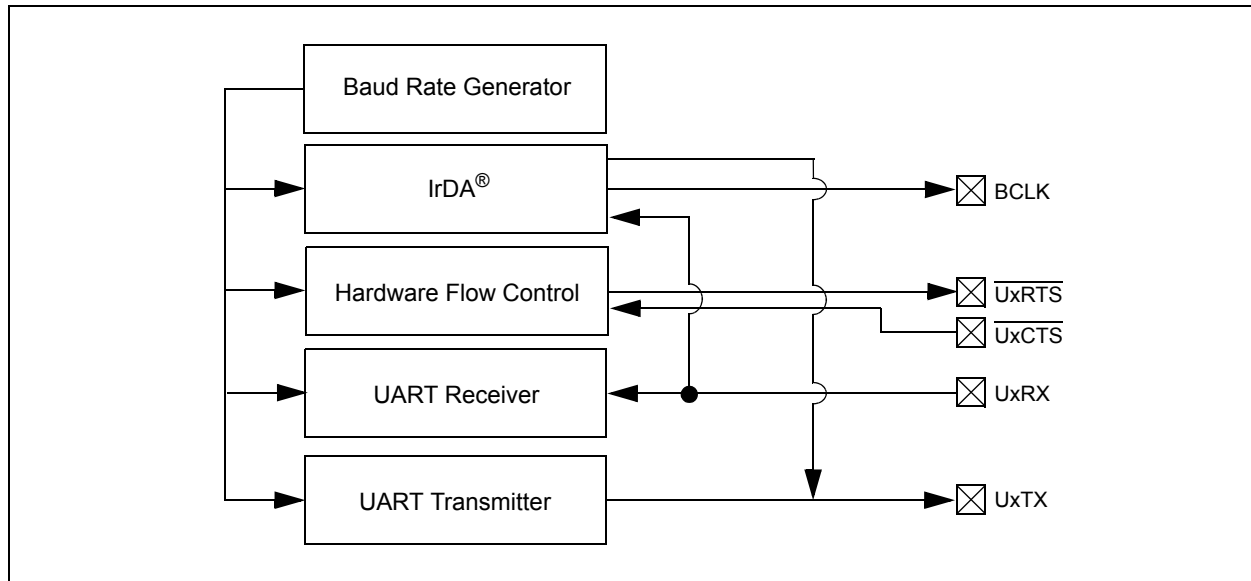 Baud Rate Generator
IrDA®
BCLK
Hardware Flow Control
UxRTS
UxCTS
UART Receiver
UxRX
UART Transmitter
UxTX